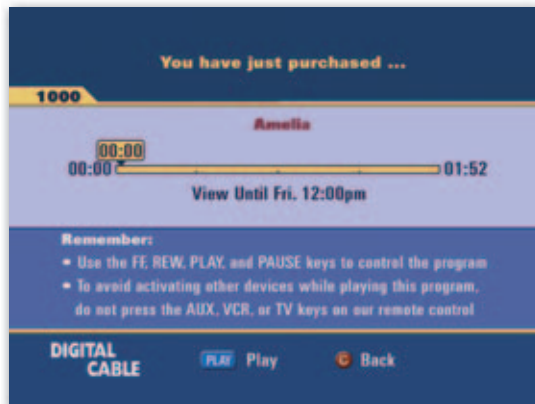 You have just purchased ...
1000
Amelia
00:00
00:00 01:52
View Until Fri. 12:00pm
Remember:
• Use the FF, REW, PLAY, and PAUSE keys to control the program
• To avoid activating other devices while playing this program,
do not press the AUX, VCR, or TV keys on our remote control
DIGITAL
CABLE
PLAY Play C Back